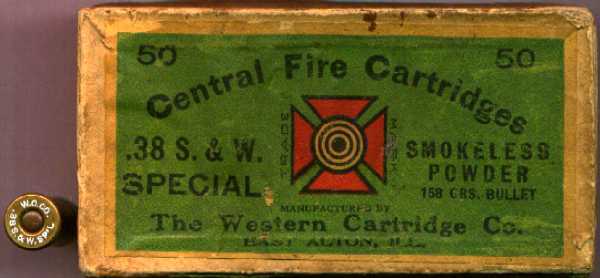 50 50
Central Fire Cartridges
TRADE MARK
.38 S. & W.
SPECIAL
SMOKELESS
POWDER
158 GRS. BULLET
MANUFACTURED BY
The Western Cartridge Co.
EAST ALTON, ILL.
W.C.CO.
.38 S.&W. SP'L